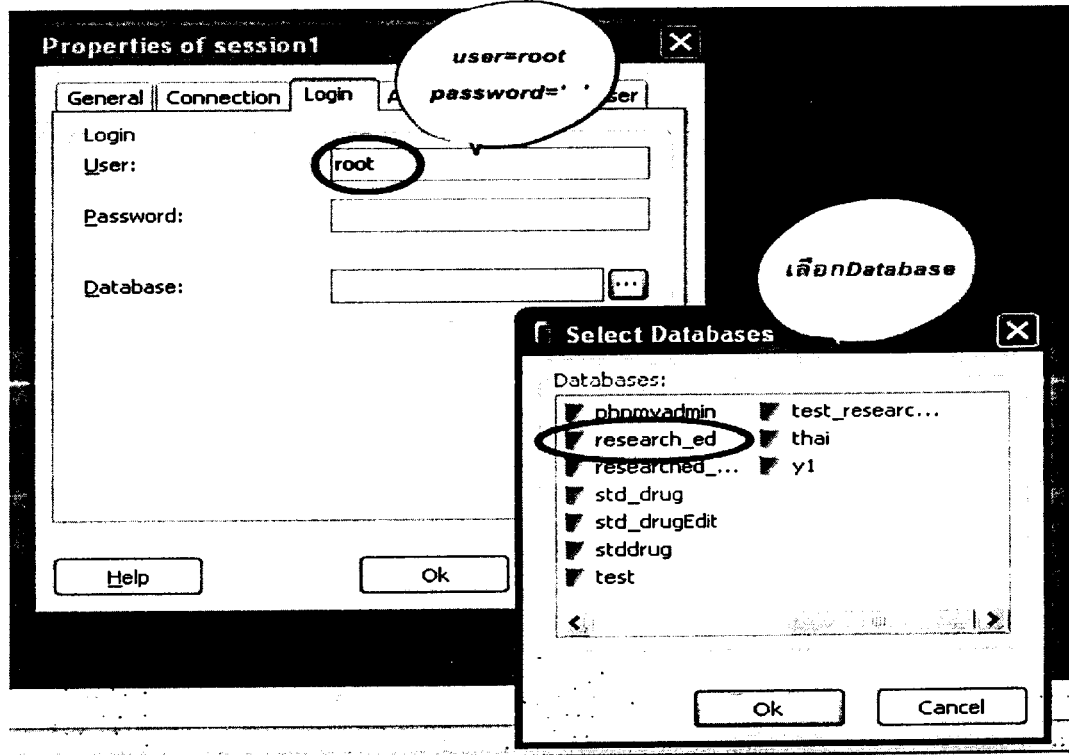 Properties of session1
user=root
password=' '
General Connection Login
Login
User:
root
Password:
Database:
...
Help
Ok
เลือกDatabase
Select Databases
Databases:
phpmyadmin
research_ed
researched_...
std_drug
std_drugEdit
stddrug
test
test_researc...
thai
y1
Ok
Cancel